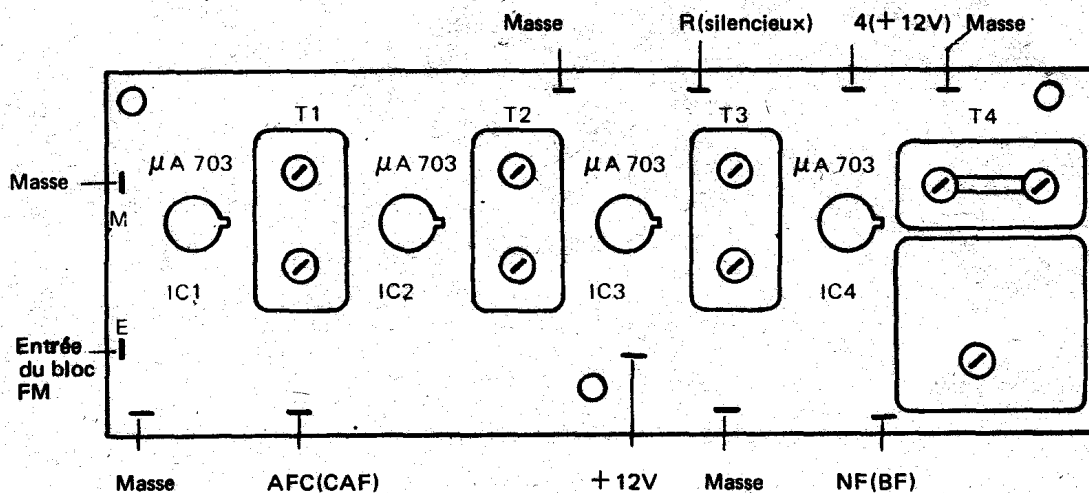 Masse R(silencieux) 4(+12V) Masse
T1 T2 T3 T4
μA 703 μA 703 μA 703 μA 703
Masse
M
IC1 IC2 IC3 IC4
E
Entrée
du bloc
FM
Masse AFC(CAF) +12V Masse NF(BF)